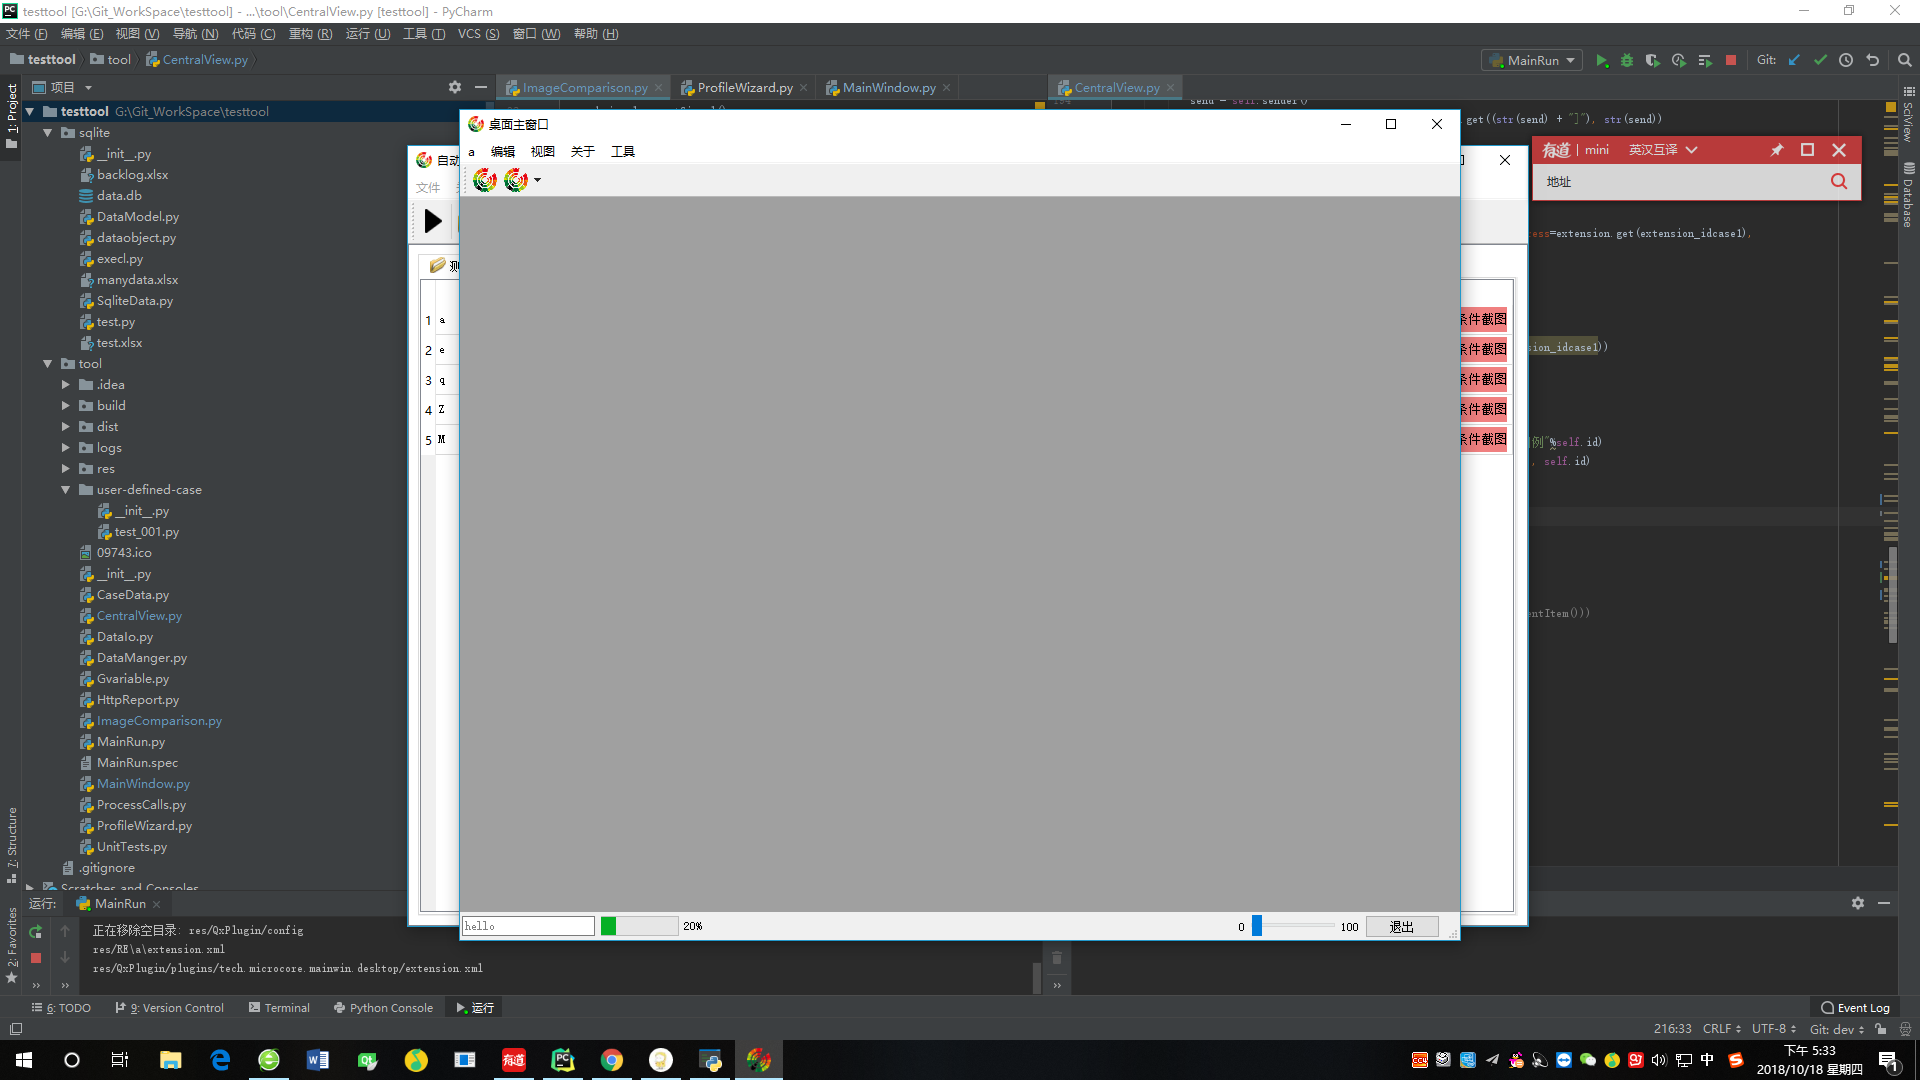 testtool [G:\Git_WorkSpace\testtool] - ...\tool\CentralView.py [testtool] - PyCharm
文件 (F) 编辑 (E) 视图 (V) 导航 (N) 代码 (C) 重构 (R) 运行 (U) 工具 (T) VCS (S) 窗口 (W) 帮助 (H)
testtool tool CentralView.py MainRun Git:
项目 ImageComparison.py ProfileWizard.py MainWindow.py CentralView.py
1: Project
testtool G:\Git_WorkSpace\testtool
sqlite
__init__.py
backlog.xlsx
data.db
DataModel.py
dataobject.py
execl.py
manydata.xlsx
SqliteData.py
test.py
test.xlsx
tool
.idea
build
dist
logs
res
user-defined-case
__init__.py
test_001.py
09743.ico
__init__.py
CaseData.py
CentralView.py
DataIo.py
DataManger.py
Gvariable.py
HttpReport.py
ImageComparison.py
MainRun.py
MainRun.spec
MainWindow.py
ProcessCalls.py
ProfileWizard.py
UnitTests.py
.gitignore
Scratches and Consoles
7: Structure
2: Favorites
SciView
Database
send = self.sender()
.get((str(send) + "]"), str(send))
ess=extension.get(extension_idcase1),
sion_idcase1))
例"%self.id)
, self.id)
entItem()))
自动
文件
测
1 a
2 e
3 q
4 Z
5 M
条件截图
条件截图
条件截图
条件截图
条件截图
桌面主窗口
a 编辑 视图 关于 工具
hello 20% 0 100 退出
有道 mini 英汉互译
地址
运行: MainRun
正在移除空目录: res/QxPlugin/config
res/RE\a\extension.xml
res/QxPlugin/plugins/tech.microcore.mainwin.desktop/extension.xml
6: TODO 9: Version Control Terminal Python Console 运行 Event Log
216:33 CRLF UTF-8 Git: dev
有道
中
下午 5:33
2018/10/18 星期四
1